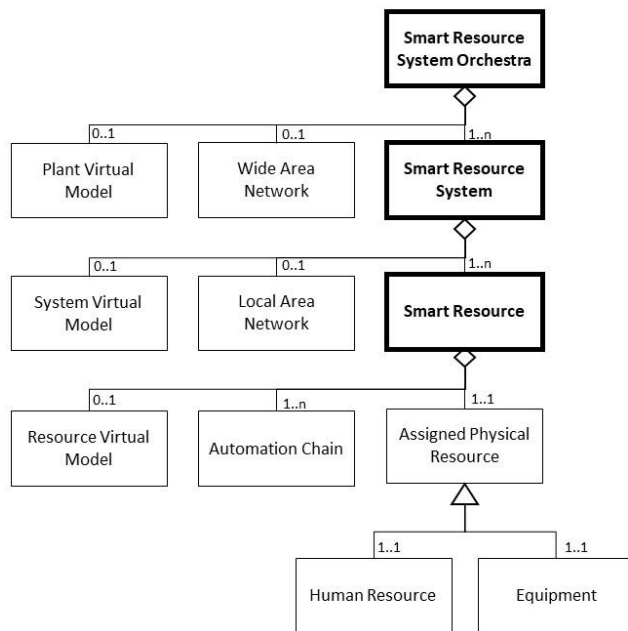 Smart Resource
System Orchestra
0..1
0..1
1..n
Plant Virtual
Model
Wide Area
Network
Smart Resource
System
0..1
0..1
1..n
System Virtual
Model
Local Area
Network
Smart Resource
0..1
1..n
1..1
Resource Virtual
Model
Automation Chain
Assigned Physical
Resource
1..1
1..1
Human Resource
Equipment